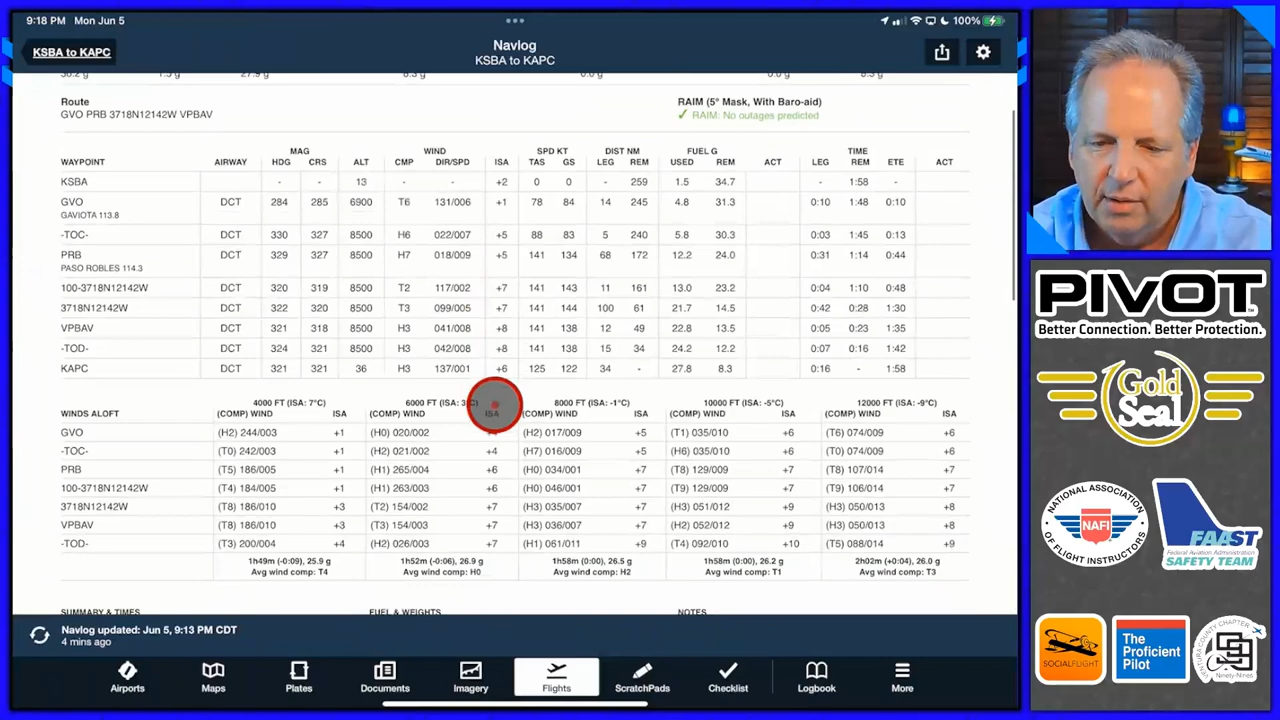 9:18 PM Mon Jun 5
100%
KSBA to KAPC
Navlog
KSBA to KAPC
Route
GVO PRB 3718N12142W VPBAV
RAIM (5° Mask, With Baro-aid)
✓ RAIM: No outages predicted
MAG WIND SPD KT DIST NM FUEL G TIME
WAYPOINT AIRWAY HDG CRS ALT CMP DIR/SPD ISA TAS GS LEG REM USED REM ACT LEG REM ETE ACT
KSBA - - 13 - - +2 0 0 - 259 1.5 34.7 - 1:58 -
GVO DCT 284 285 6900 T6 131/006 +1 78 84 14 245 4.8 31.3 0:10 1:48 0:10
GAVIOTA 113.8
-TOC- DCT 330 327 8500 H6 022/007 +5 88 83 5 240 5.8 30.3 0:03 1:45 0:13
PRB DCT 329 327 8500 H7 018/009 +5 141 134 68 172 12.2 24.0 0:31 1:14 0:44
PASO ROBLES 114.3
100-3718N12142W DCT 320 319 8500 T2 117/002 +7 141 143 11 161 13.0 23.2 0:04 1:10 0:48
3718N12142W DCT 322 320 8500 T3 099/005 +7 141 144 100 61 21.7 14.5 0:42 0:28 1:30
VPBAV DCT 321 318 8500 H3 041/008 +8 141 138 12 49 22.8 13.5 0:05 0:23 1:35
-TOD- DCT 324 321 8500 H3 042/008 +8 141 138 15 34 24.2 12.2 0:07 0:16 1:42
KAPC DCT 321 321 36 H3 137/001 +6 125 122 34 - 27.8 8.3 0:16 - 1:58
4000 FT (ISA: 7°C) 6000 FT (ISA: 3°C) 8000 FT (ISA: -1°C) 10000 FT (ISA: -5°C) 12000 FT (ISA: -9°C)
WINDS ALOFT (COMP) WIND ISA (COMP) WIND ISA (COMP) WIND ISA (COMP) WIND ISA (COMP) WIND ISA
GVO (H2) 244/003 +1 (H0) 020/002 (H2) 017/009 +5 (T1) 035/010 +6 (T6) 074/009 +6
-TOC- (T0) 242/003 +1 (H2) 021/002 +4 (H7) 016/009 +5 (H6) 035/010 +6 (T0) 074/009 +6
PRB (T5) 186/005 +1 (H1) 265/004 +6 (H0) 034/001 +7 (T8) 129/009 +7 (T8) 107/014 +7
100-3718N12142W (T4) 184/005 +1 (H1) 263/003 +6 (H0) 046/001 +7 (T9) 129/009 +7 (T9) 106/014 +7
3718N12142W (T8) 186/010 +3 (T2) 154/002 +7 (H3) 035/007 +7 (H3) 051/012 +9 (H3) 050/013 +8
VPBAV (T8) 186/010 +3 (T3) 154/003 +7 (H3) 036/007 +7 (H2) 052/012 +9 (H3) 050/013 +8
-TOD- (T3) 200/004 +4 (H2) 026/003 +7 (H1) 061/011 +9 (T4) 092/010 +10 (T5) 088/014 +9
1h49m (-0:09), 25.9 g 1h52m (-0:06), 26.9 g 1h58m (0:00), 26.5 g 1h58m (0:00), 26.2 g 2h02m (+0:04), 26.0 g
Avg wind comp: T4 Avg wind comp: H0 Avg wind comp: H2 Avg wind comp: T1 Avg wind comp: T3
SUMMARY & TIMES FUEL & WEIGHTS NOTES
Navlog updated: Jun 5, 9:13 PM CDT
4 mins ago
Airports Maps Plates Documents Imagery Flights ScratchPads Checklist Logbook More
PIVOT
Better Connection. Better Protection.
Gold
Seal
NATIONAL ASSOCIATION
NAFI
OF FLIGHT INSTRUCTORS
FAAST
Federal Aviation Administration
SAFETY TEAM
SOCIALFLIGHT
The
Proficient
Pilot
VENTURA COUNTY CHAPTER
99
Ninety-Nines